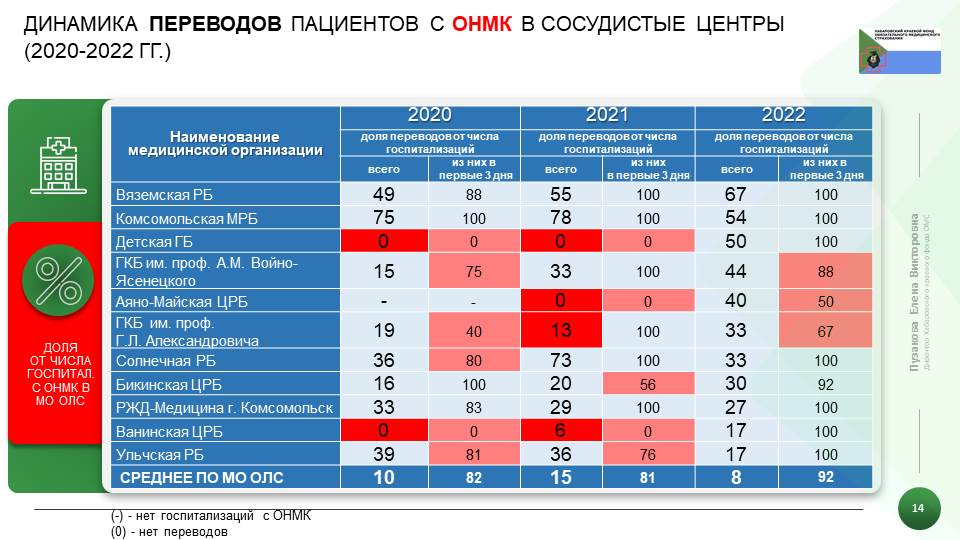 ДИНАМИКА ПЕРЕВОДОВ ПАЦИЕНТОВ С ОНМК В СОСУДИСТЫЕ ЦЕНТРЫ
(2020-2022 ГГ.)
ХАБАРОВСКИЙ КРАЕВОЙ ФОНД
ОБЯЗАТЕЛЬНОГО МЕДИЦИНСКОГО
СТРАХОВАНИЯ
Наименование
медицинской организации
2020 2021 2022
доля переводов от числа
госпитализаций
доля переводов от числа
госпитализаций
доля переводов от числа
госпитализаций
всего
из них в
первые 3 дня
всего
из них
в первые 3 дня
всего
из них в
первые 3 дня
Вяземская РБ 49 88 55 100 67 100
Комсомольская МРБ 75 100 78 100 54 100
Детская ГБ 0 0 0 0 50 100
ГКБ им. проф. А.М. Войно-
Ясенецкого 15 75 33 100 44 88
Аяно-Майская ЦРБ - - 0 0 40 50
ГКБ им. проф.
Г.Л. Александровича 19 40 13 100 33 67
Солнечная РБ 36 80 73 100 33 100
Бикинская ЦРБ 16 100 20 56 30 92
РЖД-Медицина г. Комсомольск 33 83 29 100 27 100
Ванинская ЦРБ 0 0 6 0 17 100
Ульчская РБ 39 81 36 76 17 100
СРЕДНЕЕ ПО МО ОЛС 10 82 15 81 8 92
ДОЛЯ
ОТ ЧИСЛА
ГОСПИТАЛ.
С ОНМК В
МО ОЛС
Пузакова Елена Викторовна
Директор Хабаровского краевого фонда ОМС
14
(-) - нет госпитализаций с ОНМК
(0) - нет переводов